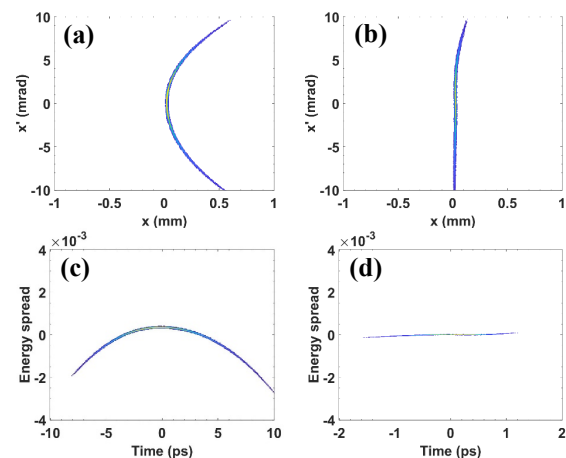 (a)
10
5
0
-5
-10
x' (mrad)
-1 -0.5 0 0.5 1
x (mm)
(b)
10
5
0
-5
-10
x' (mrad)
-1 -0.5 0 0.5 1
x (mm)
×10⁻³
(c)
4
2
0
-2
-4
Energy spread
-10 -5 0 5 10
Time (ps)
×10⁻³
(d)
4
2
0
-2
-4
Energy spread
-2 -1 0 1 2
Time (ps)